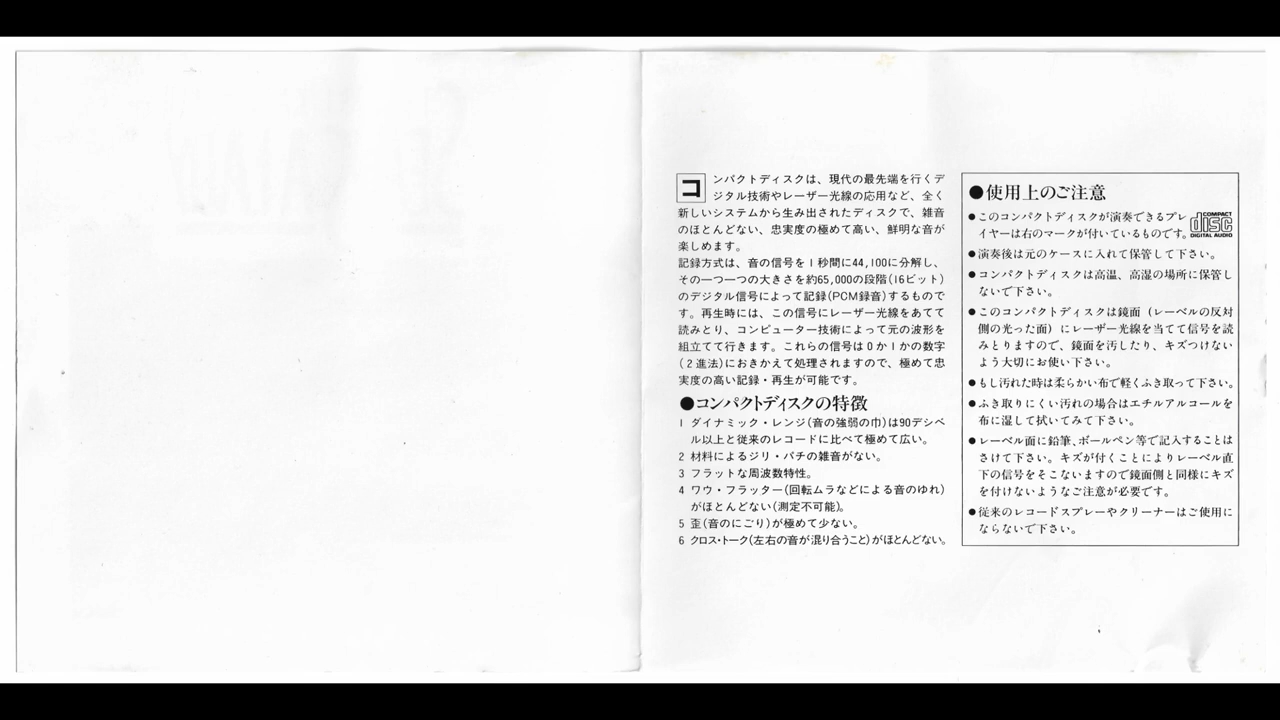 コンパクトディスクは、現代の最先端を行くデ
ジタル技術やレーザー光線の応用など、全く
新しいシステムから生み出されたディスクで、雑音
のほとんどない、忠実度の極めて高い、鮮明な音が
楽しめます。
記録方式は、音の信号を1秒間に44,100に分解し、
その一つ一つの大きさを約65,000の段階(16ビット)
のデジタル信号によって記録(PCM録音)するもので
す。再生時には、この信号にレーザー光線をあてて
読みとり、コンピューター技術によって元の波形を
組立てて行きます。これらの信号は0か1かの数字
(2進法)におきかえて処理されますので、極めて忠
実度の高い記録・再生が可能です。
●コンパクトディスクの特徴
1 ダイナミック・レンジ(音の強弱の巾)は90デシベ
ル以上と従来のレコードに比べて極めて広い。
2 材料によるジリ・パチの雑音がない。
3 フラットな周波数特性。
4 ワウ・フラッター(回転ムラなどによる音のゆれ)
がほとんどない(測定不可能)。
5 歪(音のにごり)が極めて少ない。
6 クロス・トーク(左右の音が混り合うこと)がほとんどない。
●使用上のご注意
●このコンパクトディスクが演奏できるプレ
イヤーは右のマークが付いているものです。
COMPACT
disc
DIGITAL AUDIO
●演奏後は元のケースに入れて保管して下さい。
●コンパクトディスクは高温、高湿の場所に保管し
ないで下さい。
●このコンパクトディスクは鏡面(レーベルの反対
側の光った面)にレーザー光線を当てて信号を読
みとりますので、鏡面を汚したり、キズつけない
よう大切にお使い下さい。
●もし汚れた時は柔らかい布で軽くふき取って下さい。
●ふき取りにくい汚れの場合はエチルアルコールを
布に湿して拭いてみて下さい。
●レーベル面に鉛筆、ボールペン等で記入することは
さけて下さい。キズが付くことによりレーベル直
下の信号をそこないますので鏡面側と同様にキズ
を付けないようなご注意が必要です。
●従来のレコードスプレーやクリーナーはご使用に
ならないで下さい。